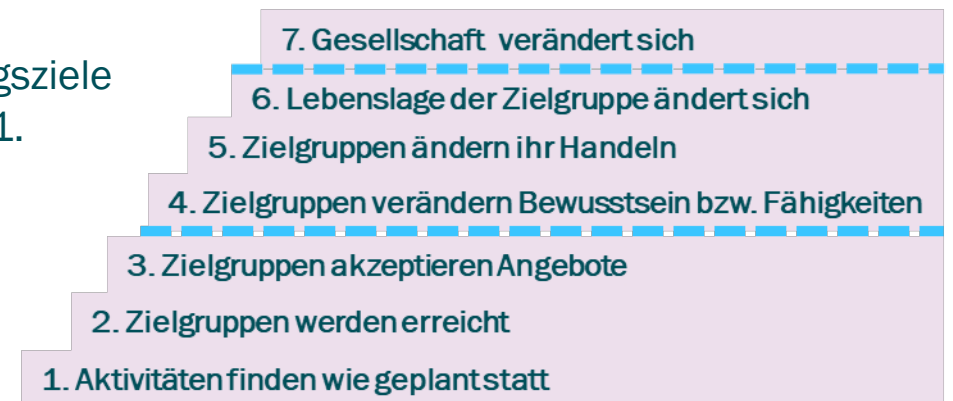 7. Gesellschaft verändert sich
gsziele
6. Lebenslage der Zielgruppe ändert sich
1.
5. Zielgruppen ändern ihr Handeln
4. Zielgruppen verändern Bewusstsein bzw. Fähigkeiten
3. Zielgruppen akzeptieren Angebote
2. Zielgruppen werden erreicht
1. Aktivitäten finden wie geplant statt